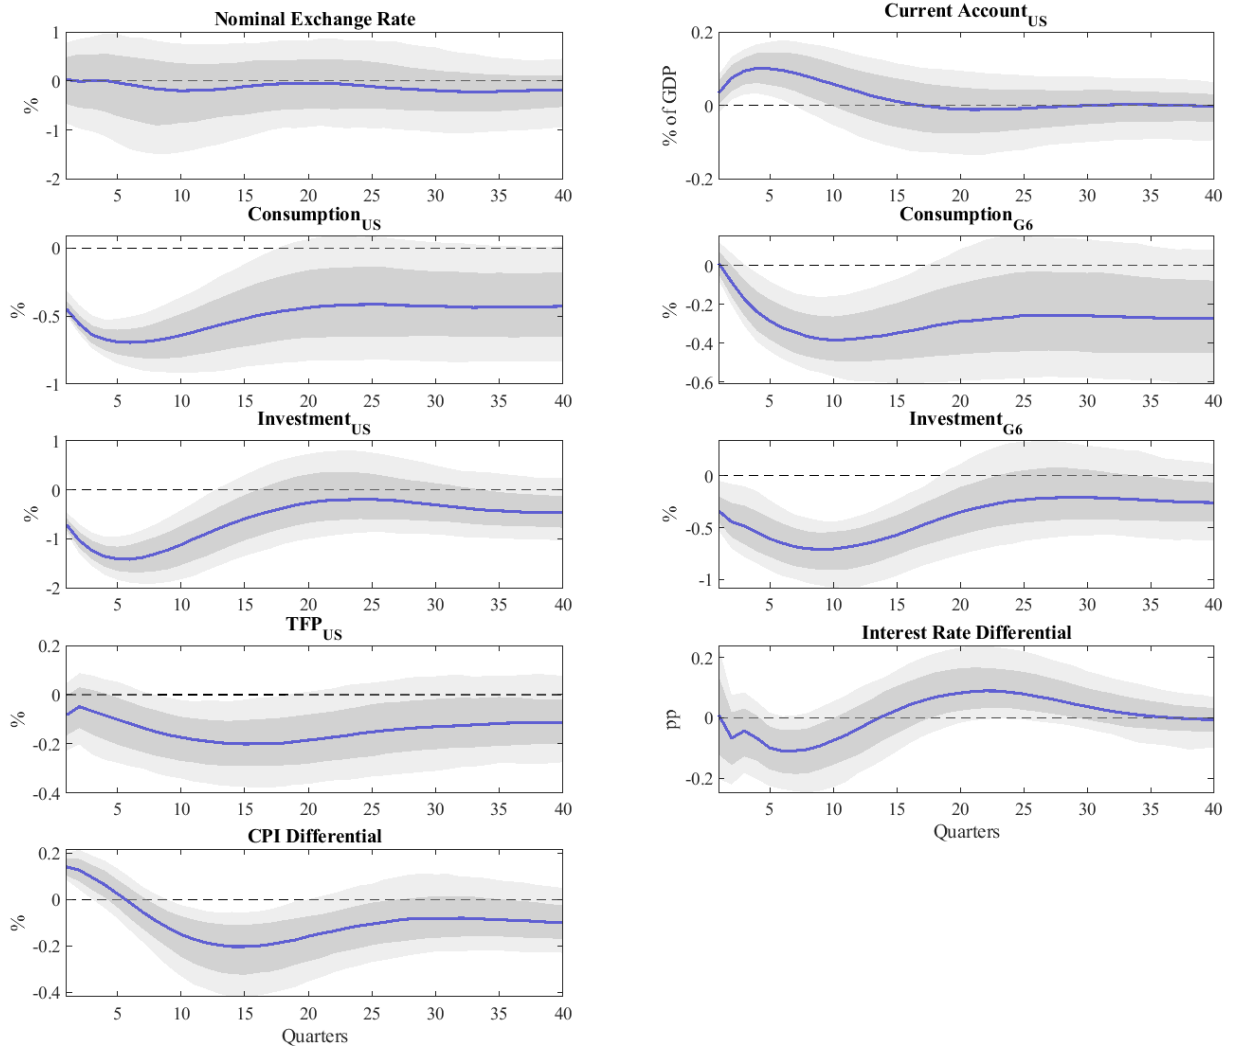 Nominal Exchange Rate
1
0
-1
-2
%
5 10 15 20 25 30 35 40
Current Account_US
0.2
0
-0.2
% of GDP
5 10 15 20 25 30 35 40
Consumption_US
0
-0.5
-1
%
5 10 15 20 25 30 35 40
Consumption_G6
0
-0.2
-0.4
-0.6
%
5 10 15 20 25 30 35 40
Investment_US
1
0
-1
-2
%
5 10 15 20 25 30 35 40
Investment_G6
0
-0.5
-1
%
5 10 15 20 25 30 35 40
TFP_US
0.2
0
-0.2
-0.4
%
5 10 15 20 25 30 35 40
Interest Rate Differential
0.2
0
-0.2
pp
5 10 15 20 25 30 35 40
Quarters
CPI Differential
0.2
0
-0.2
-0.4
%
5 10 15 20 25 30 35 40
Quarters